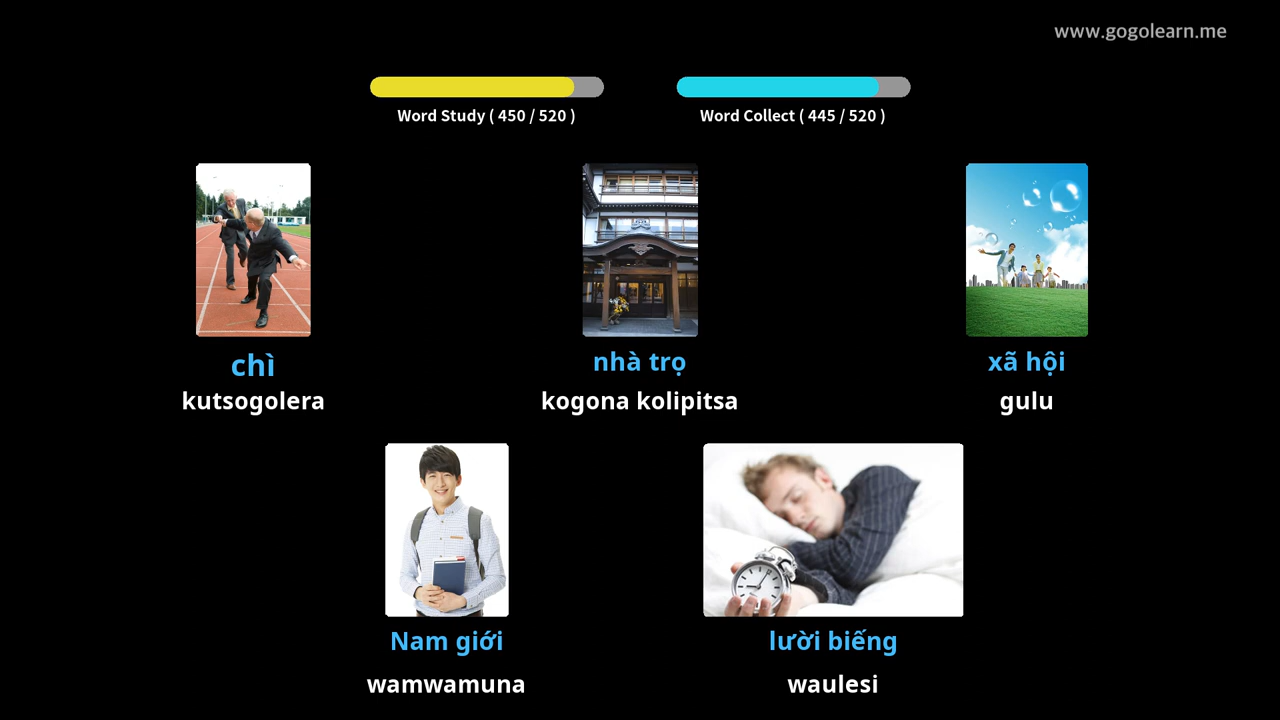 www.gogolearn.me
Word Study ( 450 / 520 )
Word Collect ( 445 / 520 )
chì
kutsogolera
nhà trọ
kogona kolipitsa
xã hội
gulu
Nam giới
wamwamuna
lười biếng
waulesi